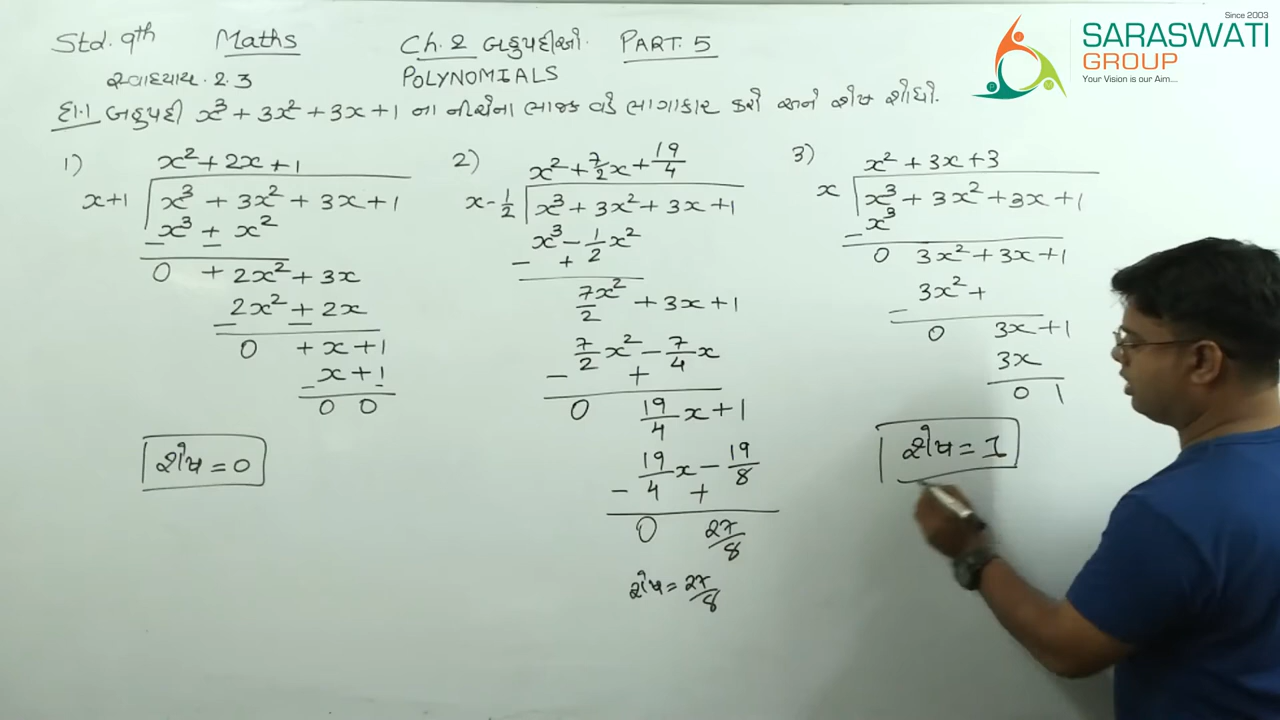 Since 2003
SARASWATI
GROUP
Your Vision is our Aim...
Std. 9th Maths Ch. 2 બહુપદીઓ. PART. 5
સ્વાધ્યાય. 2.3 POLYNOMIALS
દા.1 બહુપદી x³ + 3x² + 3x + 1 ના નીચેના ભાજક વડે ભાગાકાર કરો અને શેષ શોધો.
1)
x² + 2x + 1
x+1 x³ + 3x² + 3x + 1
x³ + x²
− −
0 + 2x² + 3x
2x² + 2x
− −
0 + x + 1
x + 1
− −
0 0
શેષ = 0
2)
x² + 7/2 x + 19/4
x - 1/2 x³ + 3x² + 3x + 1
x³ − 1/2 x²
− +
7/2 x² + 3x + 1
7/2 x² − 7/4 x
− +
0 19/4 x + 1
19/4 x − 19/8
− +
0 27/8
શેષ = 27/8
3)
x² + 3x + 3
x x³ + 3x² + 3x + 1
x³
−
0 3x² + 3x + 1
3x² +
−
0 3x + 1
3x
0 1
શેષ = 1